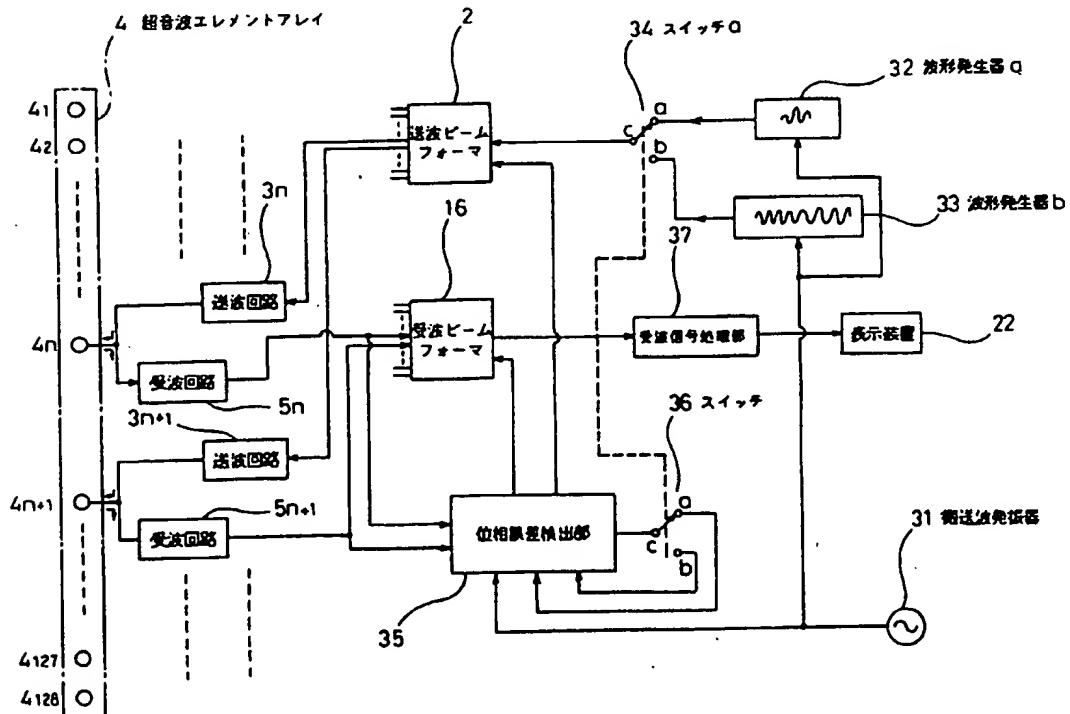 4 超音波エレメントアレイ
2
34 スイッチa
32 波形発生器a
41
42
送波ビーム
フォーマ
a
c
b
33 波形発生器b
3n
16
37
送波回路
受波ビーム
フォーマ
受波信号処理部
表示装置
22
4n
受波回路
5n
3n+1
送波回路
36 スイッチ
4n+1
5n+1
受波回路
位相誤差検出部
a
c
b
31 搬送波発振器
35
4127
4128